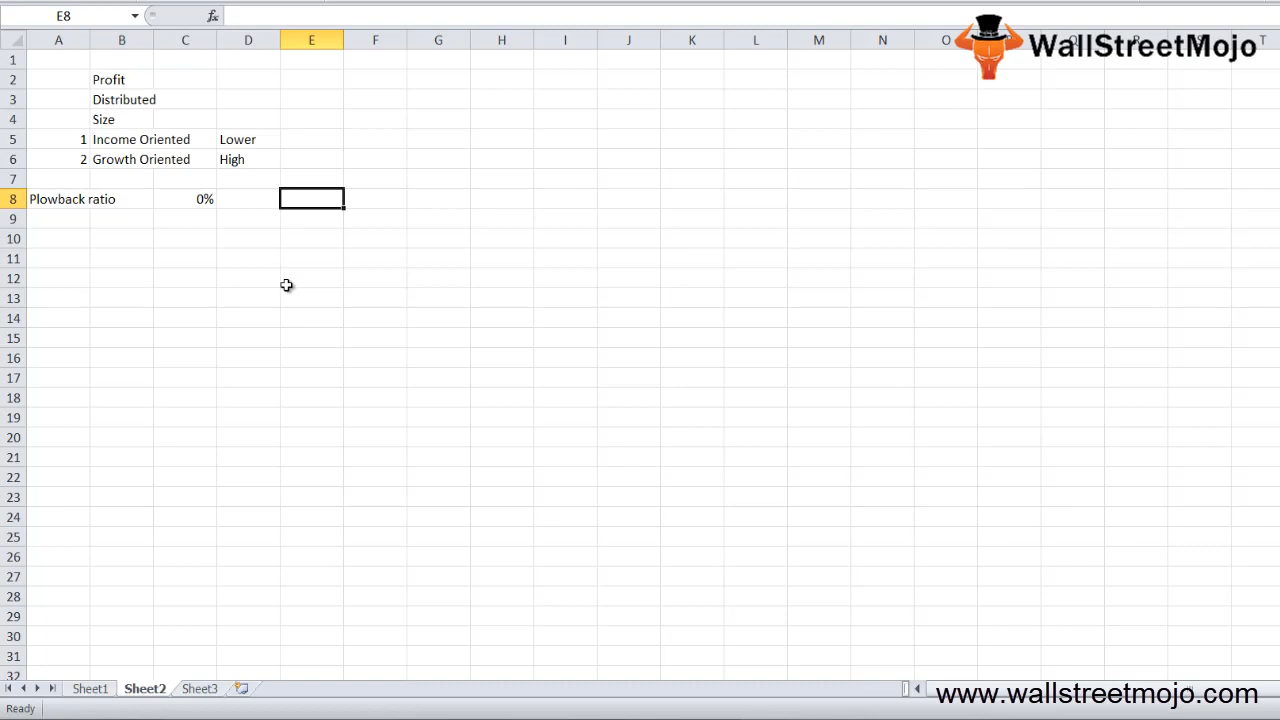 E8
A B C D E F G H J K L M N O
WallStreetMojo
T
1
2 Profit
3 Distributed
4 Size
5 1 Income Oriented Lower
6 2 Growth Oriented High
7
8 Plowback ratio 0%
9
10
11
12
13
14
15
16
17
18
19
20
21
22
23
24
25
26
27
28
29
30
31
32
Sheet1 Sheet2 Sheet3
www.wallstreetmojo.com
Ready